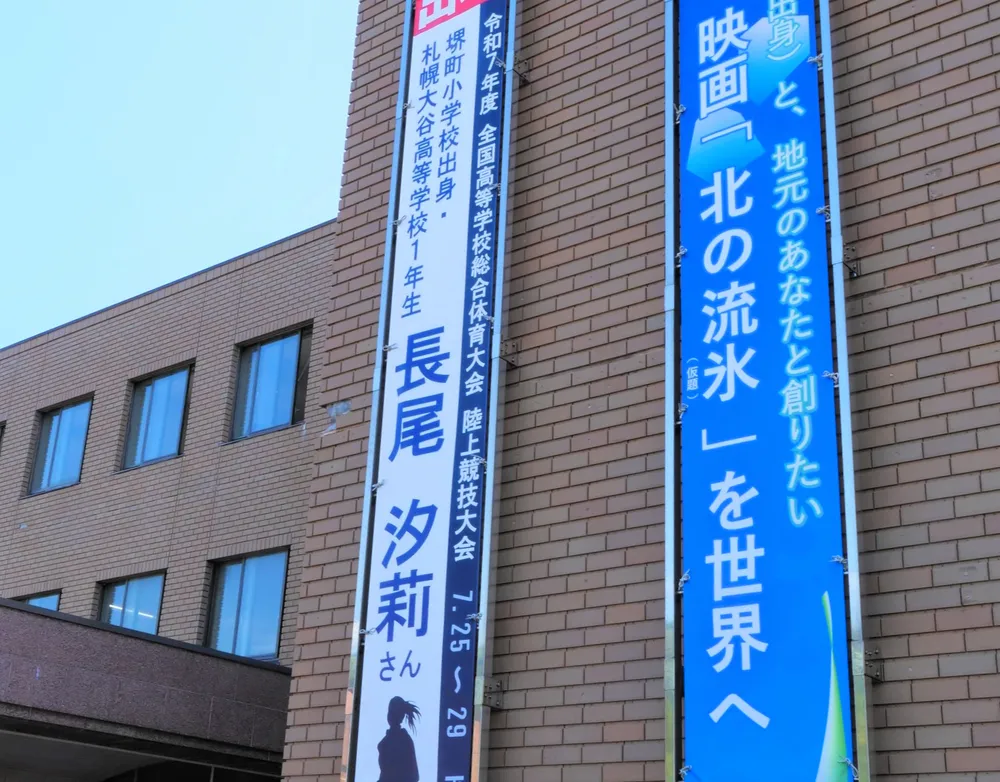 出身)と、地元のあなたと創りたい
映画「北の流氷」を世界へ
(仮題)
令和7年度 全国高等学校総合体育大会 陸上競技大会 7.25~29
堺町小学校出身・
札幌大谷高等学校1年生
長尾 汐莉さん